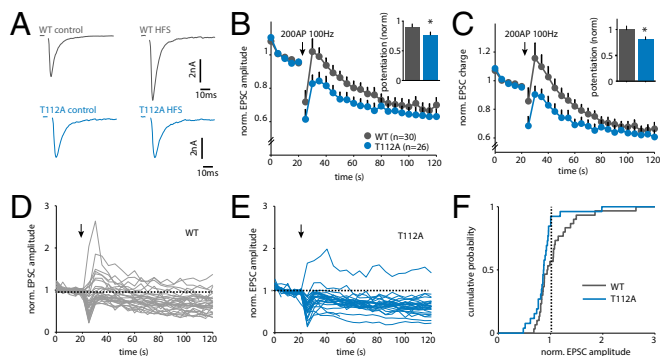 A
WT control
WT HFS
2nA
10ms
T112A control
T112A HFS
2nA
10ms
B
norm. EPSC amplitude
1
0.8
0.6
200AP 100Hz
potentiation (norm)
1
0.5
0
*
WT (n=30)
T112A (n=26)
0 20 40 60 80 100 120
time (s)
C
norm. EPSC charge
1.2
1
0.8
0.6
200AP 100Hz
potentiation (norm)
1
0.5
0
*
0 20 40 60 80 100 120
time (s)
D
norm. EPSC amplitude
3
2
1
0
WT
0 20 40 60 80 100 120
time (s)
E
norm. EPSC amplitude
3
2
1
0
T112A
0 20 40 60 80 100 120
time (s)
F
cumulative probability
1
0.5
0
WT
T112A
0 1 2 3
norm. EPSC amplitude